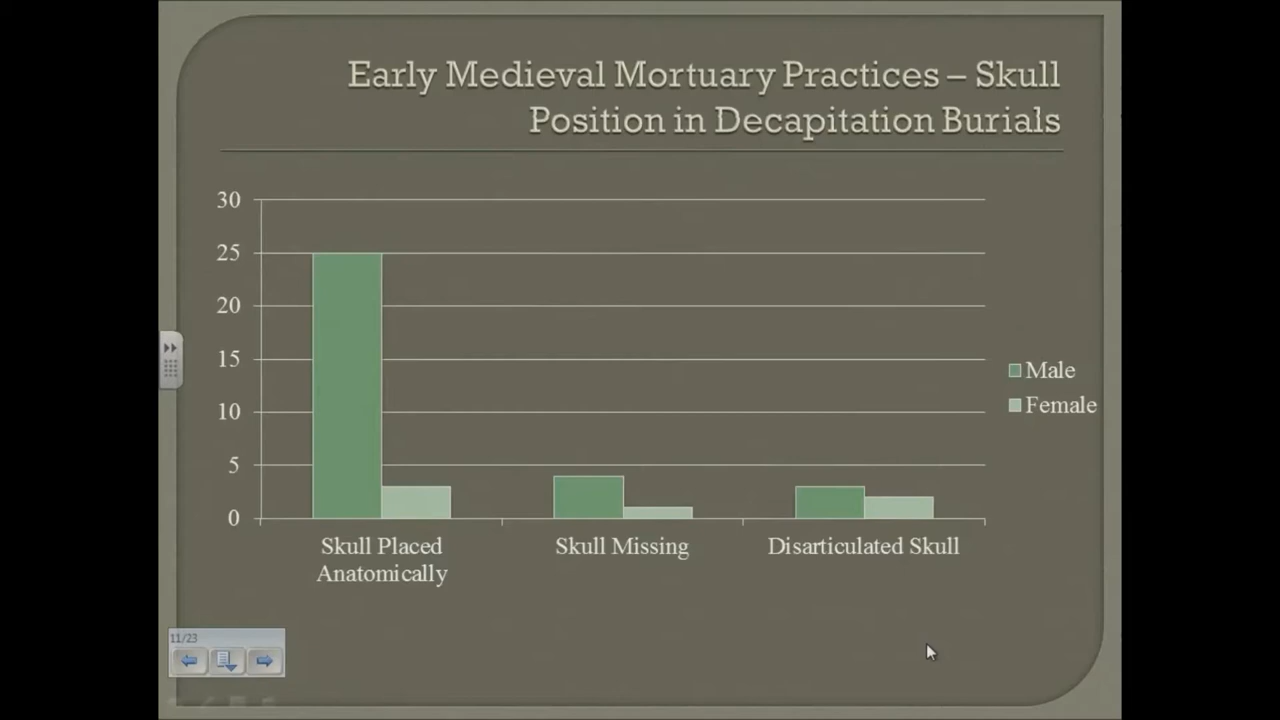 Early Medieval Mortuary Practices – Skull
Position in Decapitation Burials
30
25
20
15
10
5
0
Skull Placed
Anatomically
Skull Missing
Disarticulated Skull
Male
Female
11/23